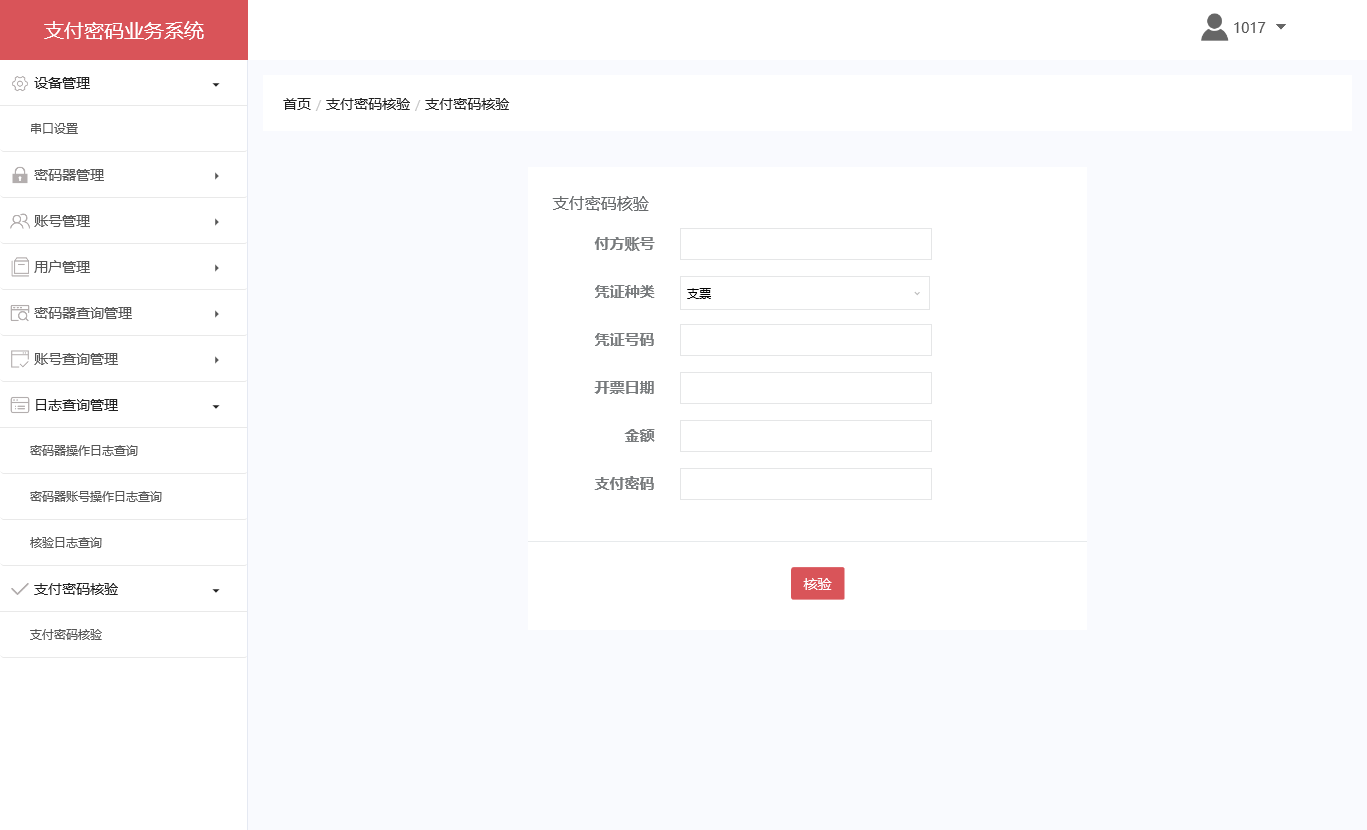 支付密码业务系统
1017
设备管理
串口设置
密码器管理
账号管理
用户管理
密码器查询管理
账号查询管理
日志查询管理
密码器操作日志查询
密码器账号操作日志查询
核验日志查询
支付密码核验
支付密码核验
首页 / 支付密码核验 / 支付密码核验
支付密码核验
付方账号
凭证种类 支票
凭证号码
开票日期
金额
支付密码
核验